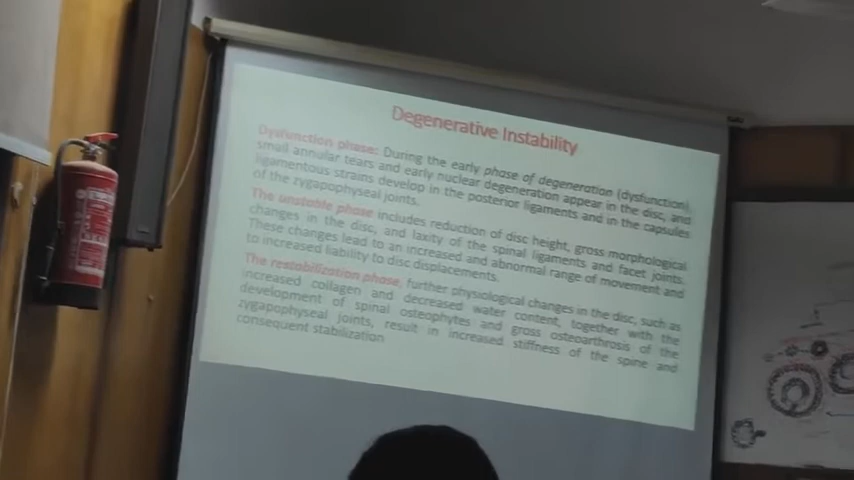 Degenerative Instability
Dysfunction phase: During the early phase of degeneration (dysfunction),
small annular tears and early nuclear degeneration appear in the disc, and
ligamentous strains develop in the posterior ligaments and in the capsules
of the zygapophyseal joints.
The unstable phase includes reduction of disc height, gross morphological
changes in the disc, and laxity of the spinal ligaments and facet joints.
These changes lead to an increased and abnormal range of movement and
to increased liability to disc displacements.
The restabilization phase, further physiological changes in the disc, such as
increased collagen and decreased water content, together with the
development of spinal osteophytes and gross osteoarthrosis of the
zygapophyseal joints, result in increased stiffness of the spine and
consequent stabilization